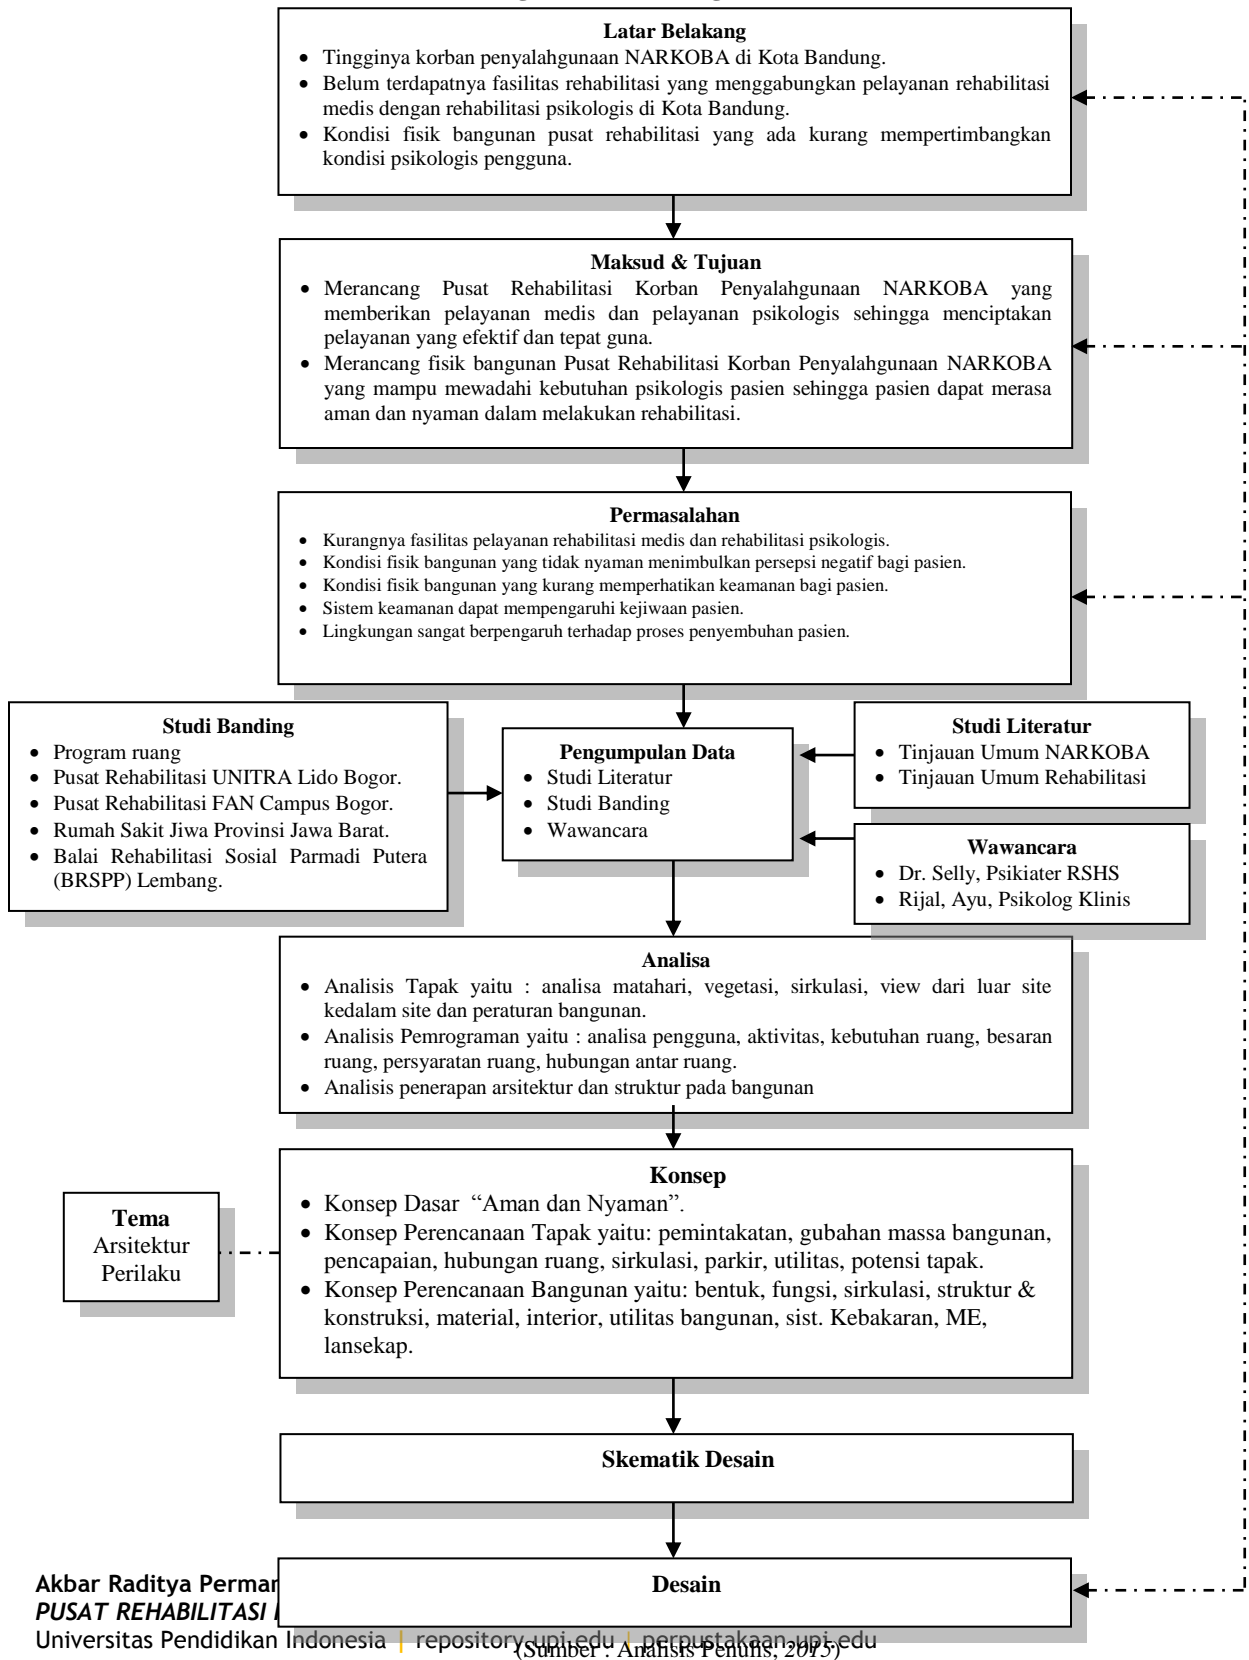 Latar Belakang
• Tingginya korban penyalahgunaan NARKOBA di Kota Bandung.
• Belum terdapatnya fasilitas rehabilitasi yang menggabungkan pelayanan rehabilitasi
medis dengan rehabilitasi psikologis di Kota Bandung.
• Kondisi fisik bangunan pusat rehabilitasi yang ada kurang mempertimbangkan
kondisi psikologis pengguna.
Maksud & Tujuan
• Merancang Pusat Rehabilitasi Korban Penyalahgunaan NARKOBA yang
memberikan pelayanan medis dan pelayanan psikologis sehingga menciptakan
pelayanan yang efektif dan tepat guna.
• Merancang fisik bangunan Pusat Rehabilitasi Korban Penyalahgunaan NARKOBA
yang mampu mewadahi kebutuhan psikologis pasien sehingga pasien dapat merasa
aman dan nyaman dalam melakukan rehabilitasi.
Permasalahan
• Kurangnya fasilitas pelayanan rehabilitasi medis dan rehabilitasi psikologis.
• Kondisi fisik bangunan yang tidak nyaman menimbulkan persepsi negatif bagi pasien.
• Kondisi fisik bangunan yang kurang memperhatikan keamanan bagi pasien.
• Sistem keamanan dapat mempengaruhi kejiwaan pasien.
• Lingkungan sangat berpengaruh terhadap proses penyembuhan pasien.
Studi Banding
• Program ruang
• Pusat Rehabilitasi UNITRA Lido Bogor.
• Pusat Rehabilitasi FAN Campus Bogor.
• Rumah Sakit Jiwa Provinsi Jawa Barat.
• Balai Rehabilitasi Sosial Parmadi Putera
(BRSPP) Lembang.
Pengumpulan Data
• Studi Literatur
• Studi Banding
• Wawancara
Studi Literatur
• Tinjauan Umum NARKOBA
• Tinjauan Umum Rehabilitasi
Wawancara
• Dr. Selly, Psikiater RSHS
• Rijal, Ayu, Psikolog Klinis
Analisa
• Analisis Tapak yaitu : analisa matahari, vegetasi, sirkulasi, view dari luar site
kedalam site dan peraturan bangunan.
• Analisis Pemrograman yaitu : analisa pengguna, aktivitas, kebutuhan ruang, besaran
ruang, persyaratan ruang, hubungan antar ruang.
• Analisis penerapan arsitektur dan struktur pada bangunan
Tema
Arsitektur
Perilaku
Konsep
• Konsep Dasar “Aman dan Nyaman”.
• Konsep Perencanaan Tapak yaitu: pemintakatan, gubahan massa bangunan,
pencapaian, hubungan ruang, sirkulasi, parkir, utilitas, potensi tapak.
• Konsep Perencanaan Bangunan yaitu: bentuk, fungsi, sirkulasi, struktur &
konstruksi, material, interior, utilitas bangunan, sist. Kebakaran, ME,
lansekap.
Skematik Desain
Desain
Akbar Raditya
PUSAT REHABILITASI
Universitas Pendidikan Indonesia | repository.upi.edu | perpustakaan.upi.edu
(Sumber : Analisis Penulis, 2015)